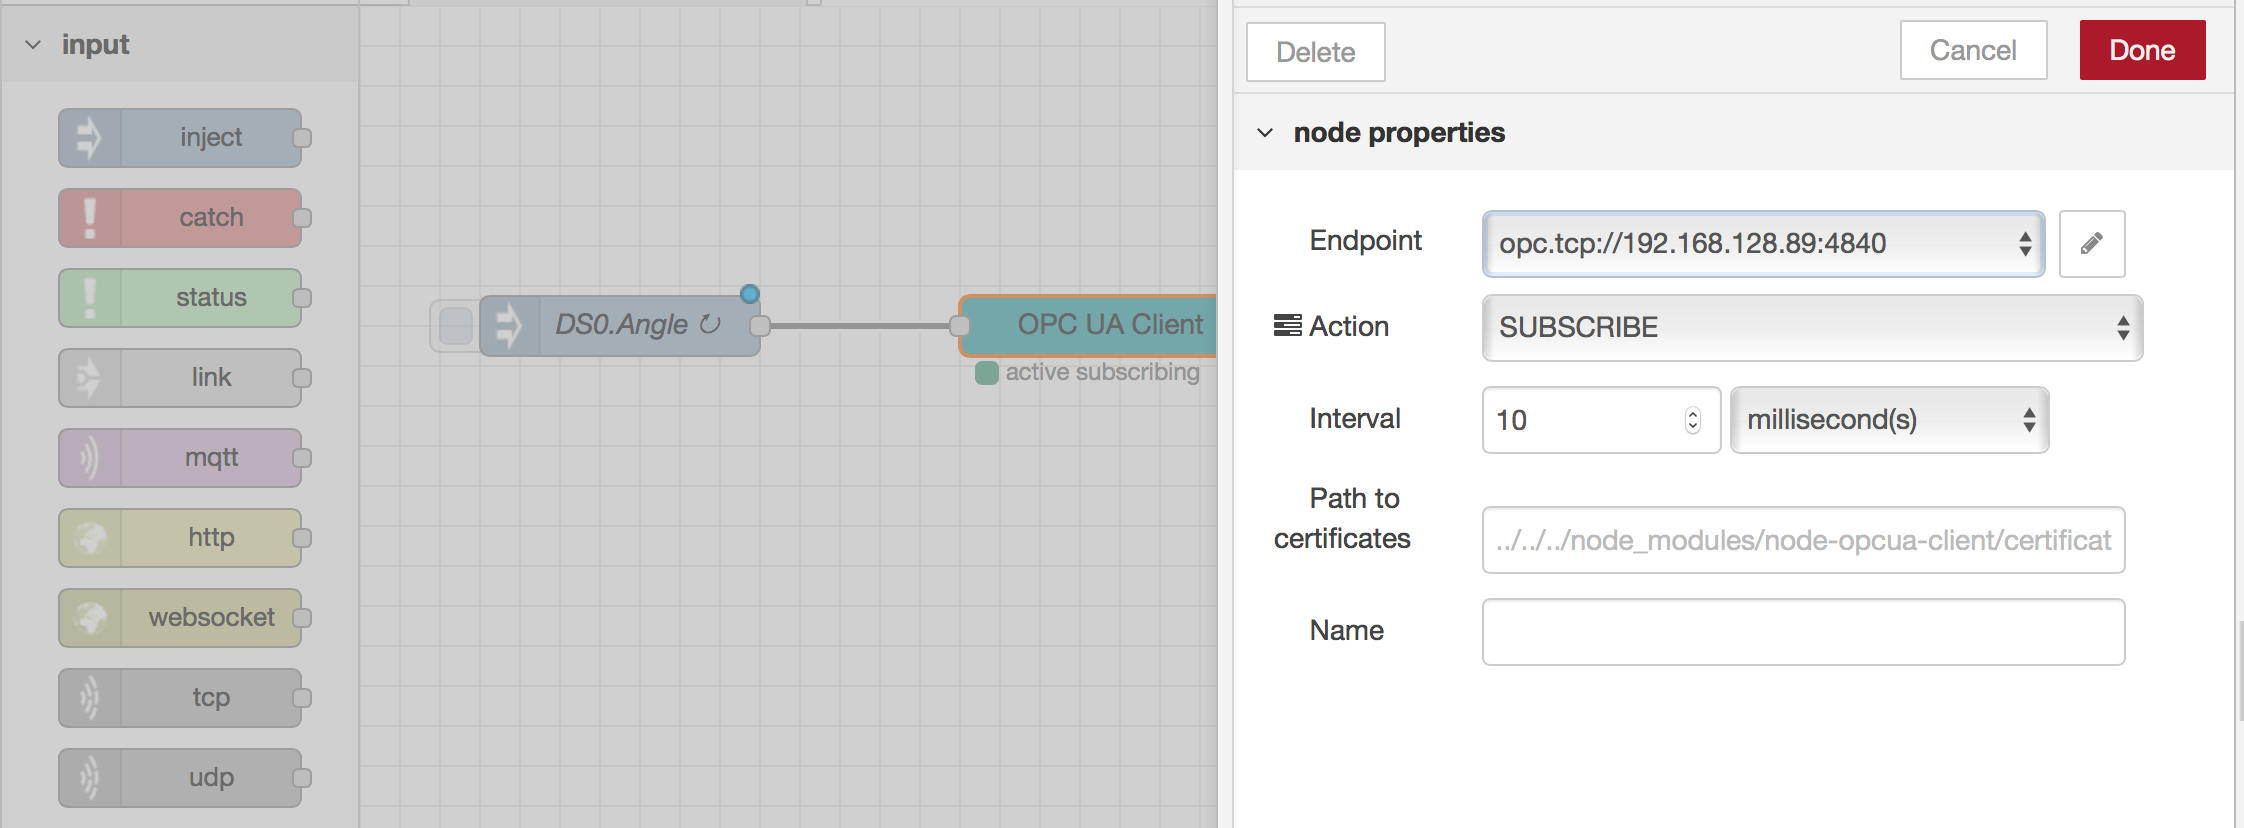 input
inject
catch
status
link
mqtt
http
websocket
tcp
udp
DS0.Angle ↻
OPC UA Client
active subscribing
Delete
Cancel
Done
node properties
Endpoint
opc.tcp://192.168.128.89:4840
Action
SUBSCRIBE
Interval
10
millisecond(s)
Path to
certificates
../../../node_modules/node-opcua-client/certificat
Name